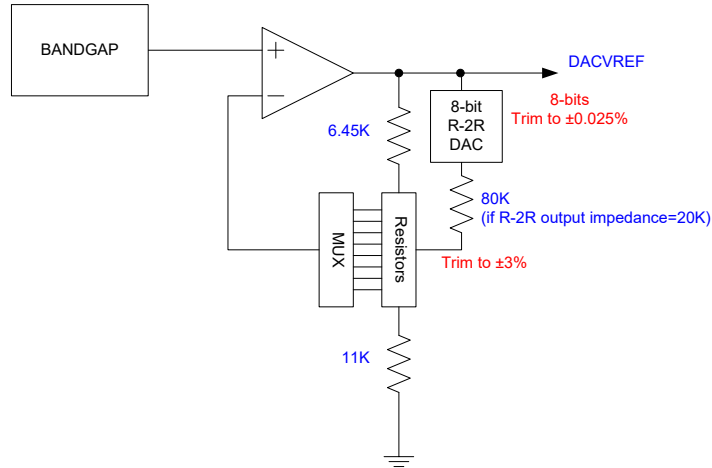 BANDGAP
+
−
DACVREF
8-bits
Trim to ±0.025%
8-bit
R-2R
DAC
6.45K
80K
(if R-2R output impedance=20K)
MUX
Resistors
Trim to ±3%
11K